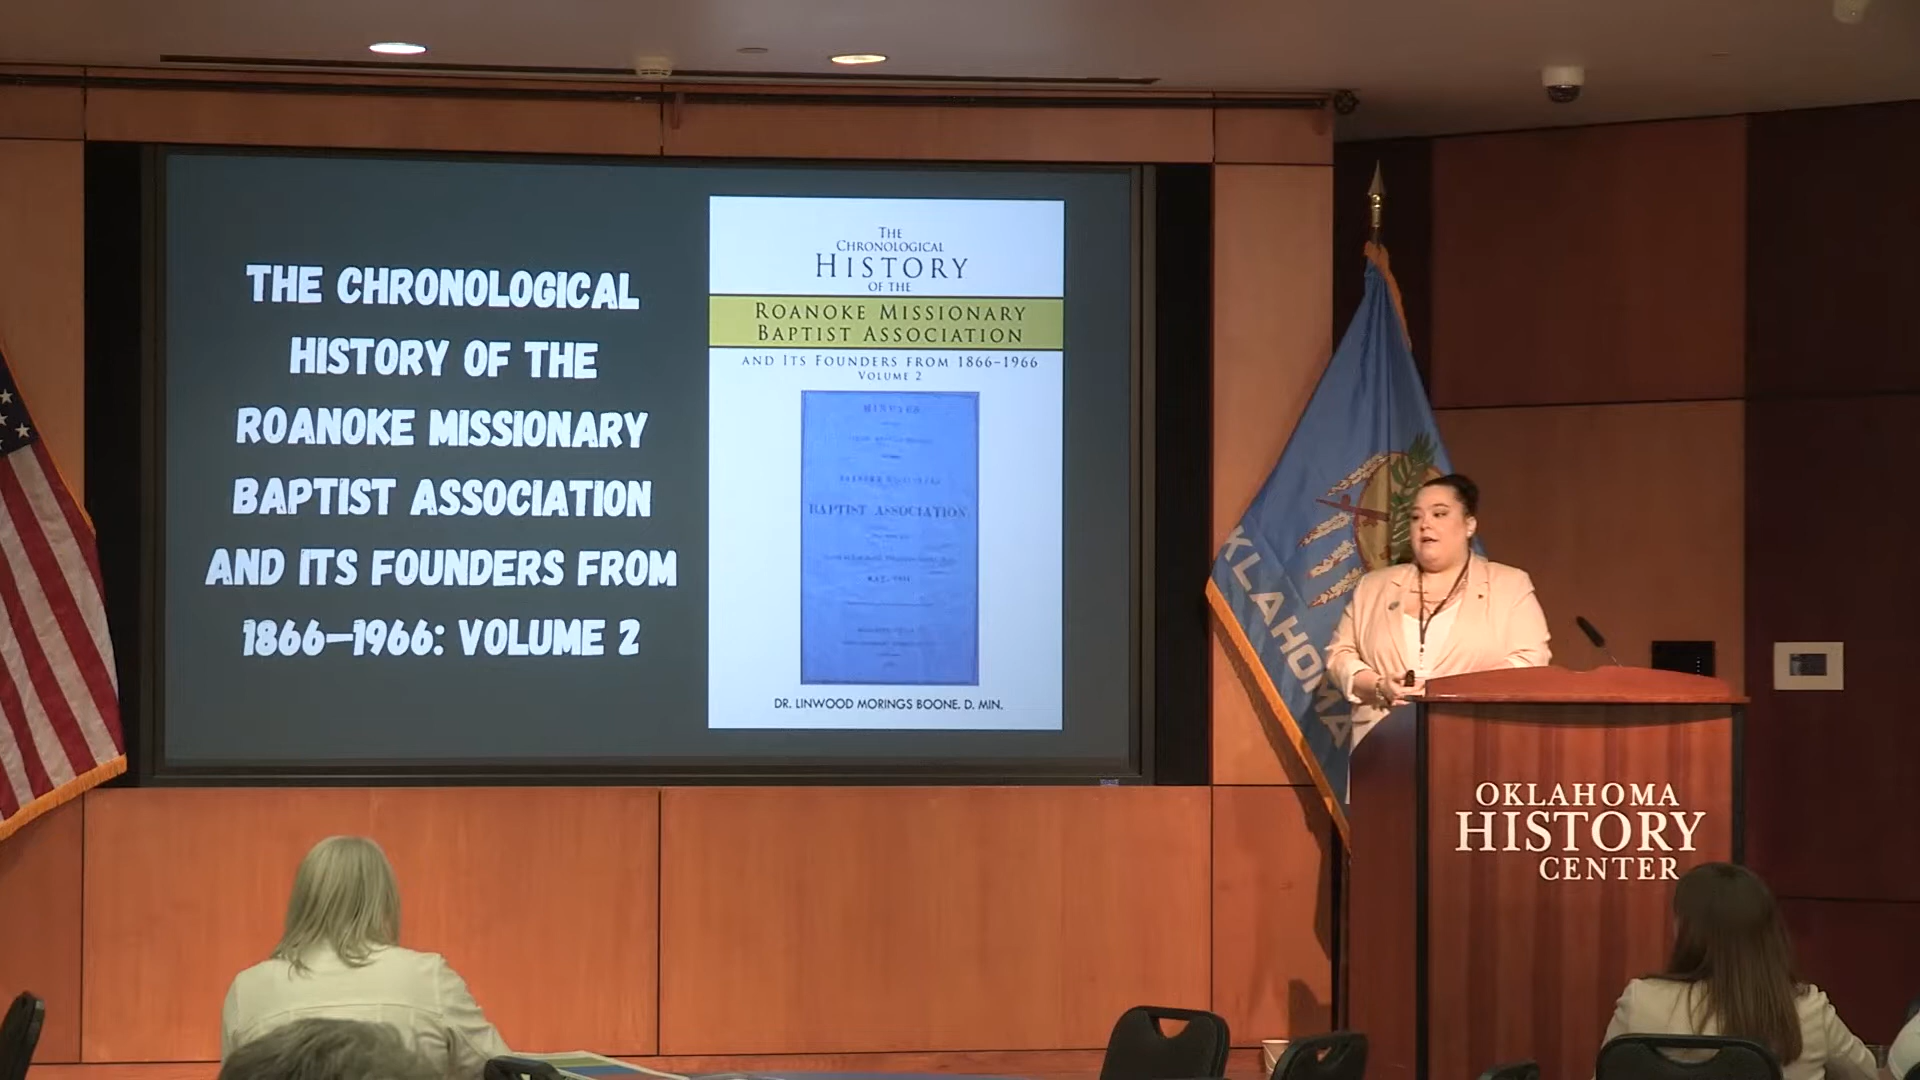 THE CHRONOLOGICAL
HISTORY OF THE
ROANOKE MISSIONARY
BAPTIST ASSOCIATION
AND ITS FOUNDERS FROM
1866–1966: VOLUME 2
THE
CHRONOLOGICAL
HISTORY
OF THE
ROANOKE MISSIONARY
BAPTIST ASSOCIATION
AND ITS FOUNDERS FROM 1866–1966
VOLUME 2
MINUTES
BAPTIST ASSOCIATION
DR. LINWOOD MORINGS BOONE, D. MIN.
KLAHOMA
OKLAHOMA
HISTORY
CENTER